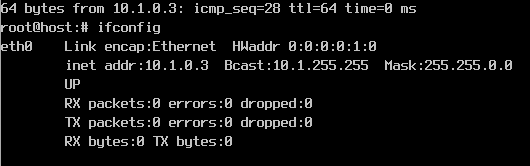 64 bytes from 10.1.0.3: icmp_seq=28 ttl=64 time=0 ms
root@host:# ifconfig
eth0    Link encap:Ethernet  HWaddr 0:0:0:0:1:0
        inet addr:10.1.0.3  Bcast:10.1.255.255  Mask:255.255.0.0
        UP
        RX packets:0 errors:0 dropped:0
        TX packets:0 errors:0 dropped:0
        RX bytes:0 TX bytes:0